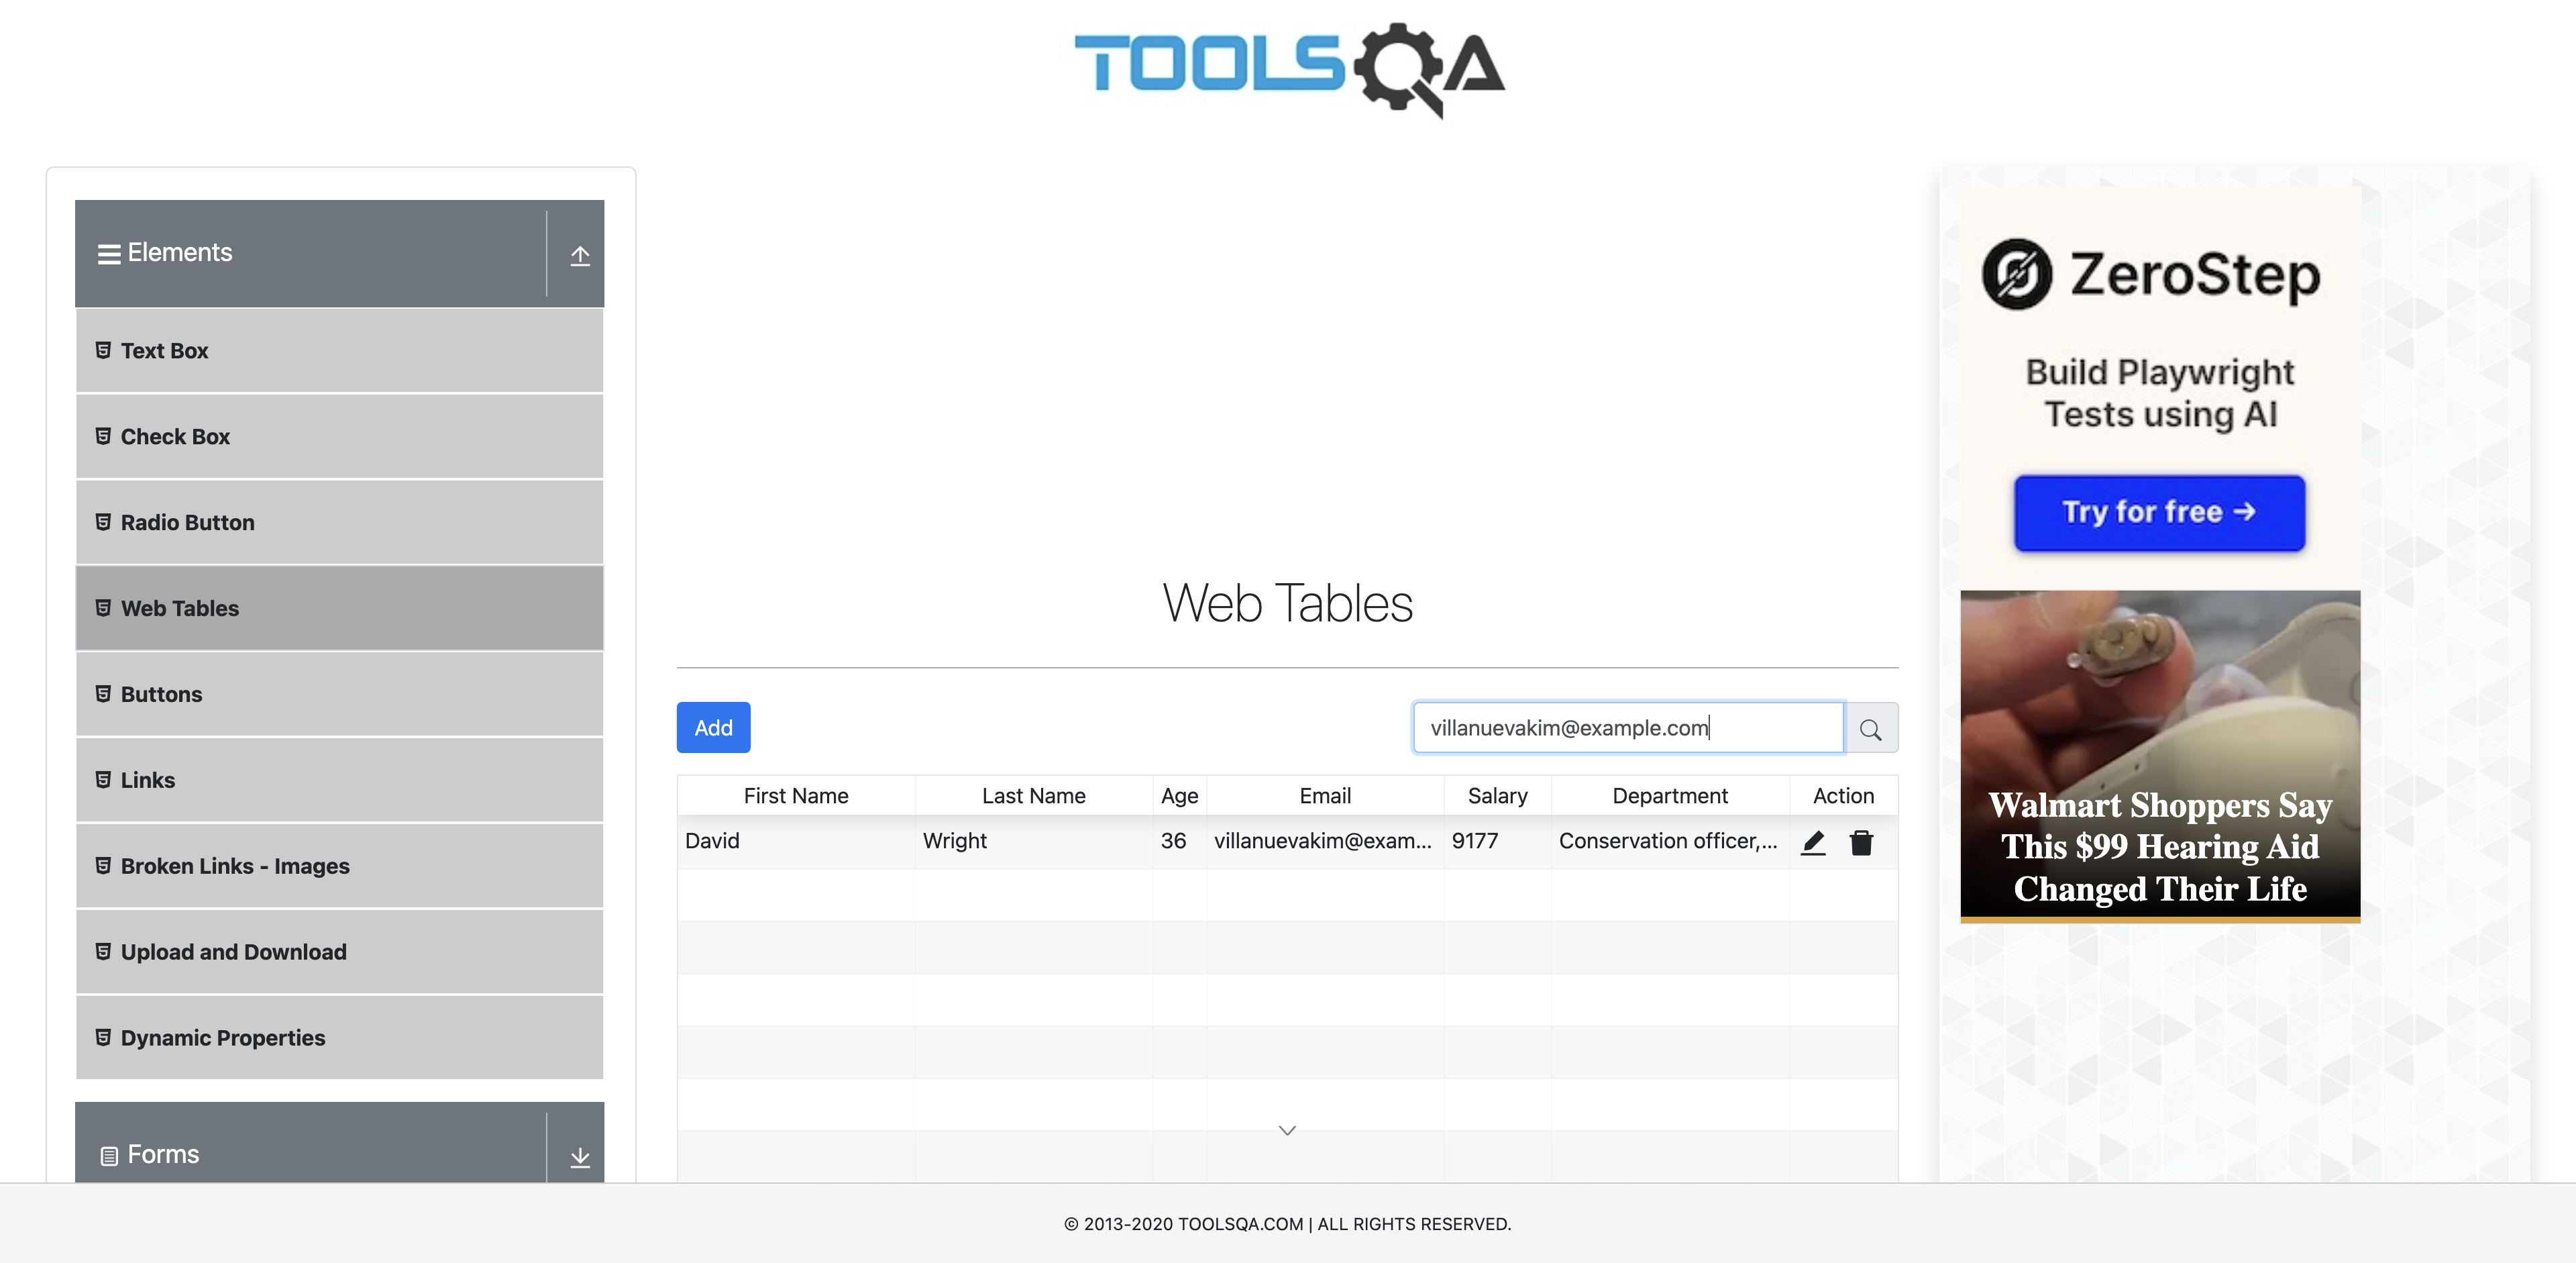 TOOLSQA
Elements
Text Box
Check Box
Radio Button
Web Tables
Buttons
Links
Broken Links - Images
Upload and Download
Dynamic Properties
Forms
Web Tables
Add
villanuevakim@example.com
First Name Last Name Age Email Salary Department Action
David Wright 36 villanuevakim@exam... 9177 Conservation officer,...
ZeroStep
Build Playwright
Tests using AI
Try for free →
Walmart Shoppers Say
This $99 Hearing Aid
Changed Their Life
© 2013-2020 TOOLSQA.COM | ALL RIGHTS RESERVED.